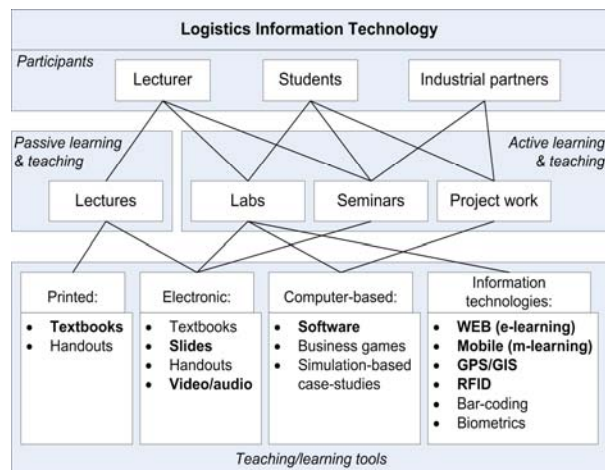 Logistics Information Technology
Participants
Lecturer
Students
Industrial partners
Passive learning
& teaching
Active learning
& teaching
Lectures
Labs
Seminars
Project work
Printed:
• Textbooks
• Handouts
Electronic:
• Textbooks
• Slides
• Handouts
• Video/audio
Computer-based:
• Software
• Business games
• Simulation-based
case-studies
Information
technologies:
• WEB (e-learning)
• Mobile (m-learning)
• GPS/GIS
• RFID
• Bar-coding
• Biometrics
Teaching/learning tools